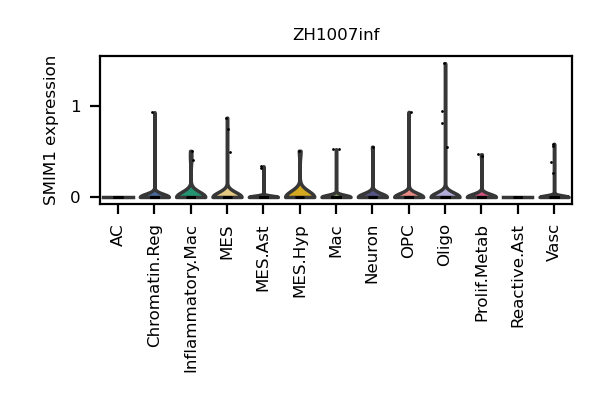 ZH1007inf
SMIM1 expression
1
0
AC
Chromatin.Reg
Inflammatory.Mac
MES
MES.Ast
MES.Hyp
Mac
Neuron
OPC
Oligo
Prolif.Metab
Reactive.Ast
Vasc